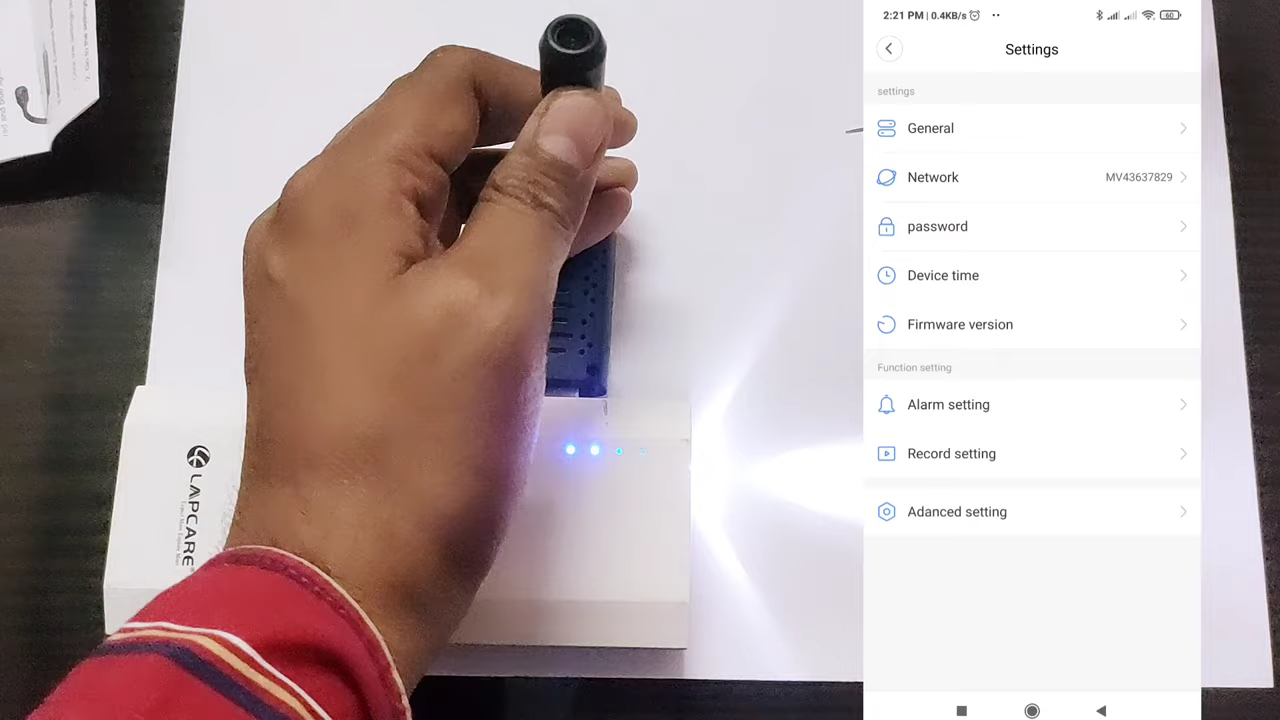 LAPCARE
2:21 PM | 0.4KB/s
60
Settings
settings
General
Network MV43637829
password
Device time
Firmware version
Function setting
Alarm setting
Record setting
Adanced setting